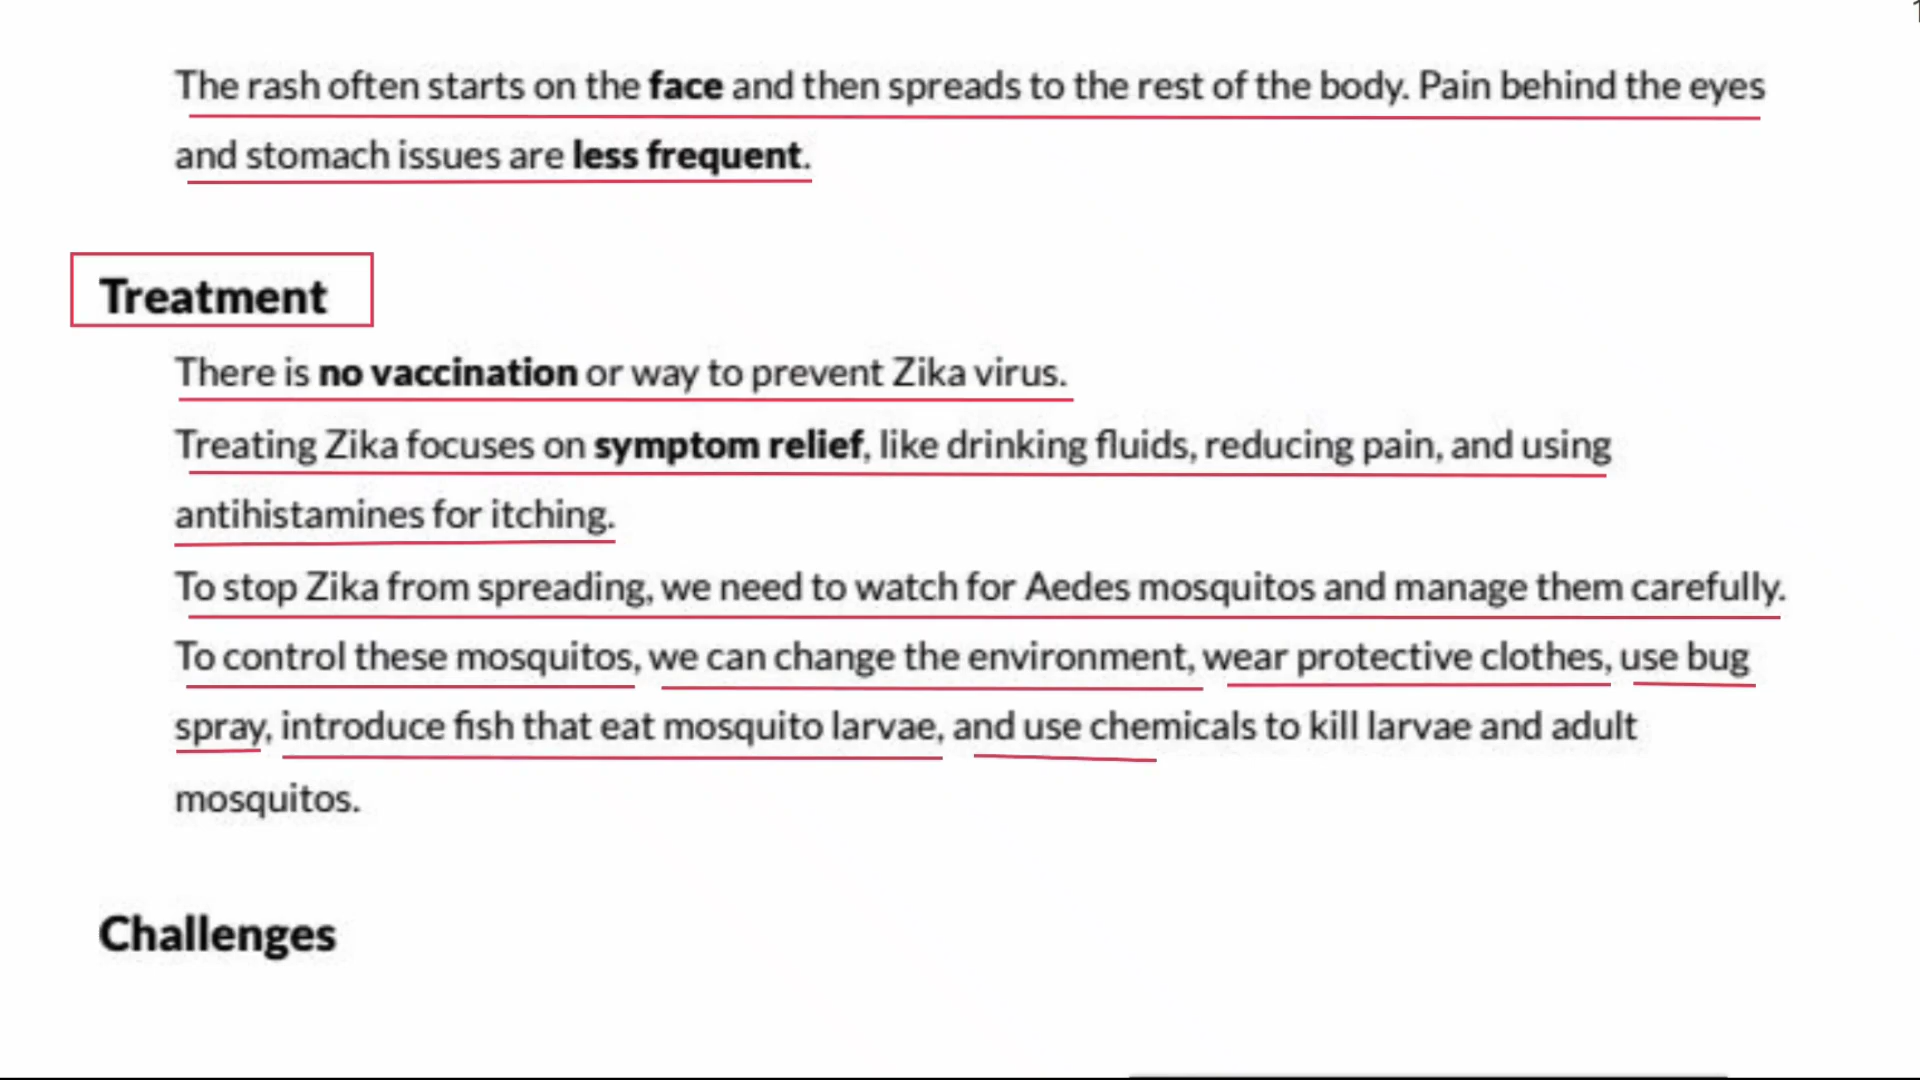 The rash often starts on the face and then spreads to the rest of the body. Pain behind the eyes
and stomach issues are less frequent.
Treatment
There is no vaccination or way to prevent Zika virus.
Treating Zika focuses on symptom relief, like drinking fluids, reducing pain, and using
antihistamines for itching.
To stop Zika from spreading, we need to watch for Aedes mosquitos and manage them carefully.
To control these mosquitos, we can change the environment, wear protective clothes, use bug
spray, introduce fish that eat mosquito larvae, and use chemicals to kill larvae and adult
mosquitos.
Challenges